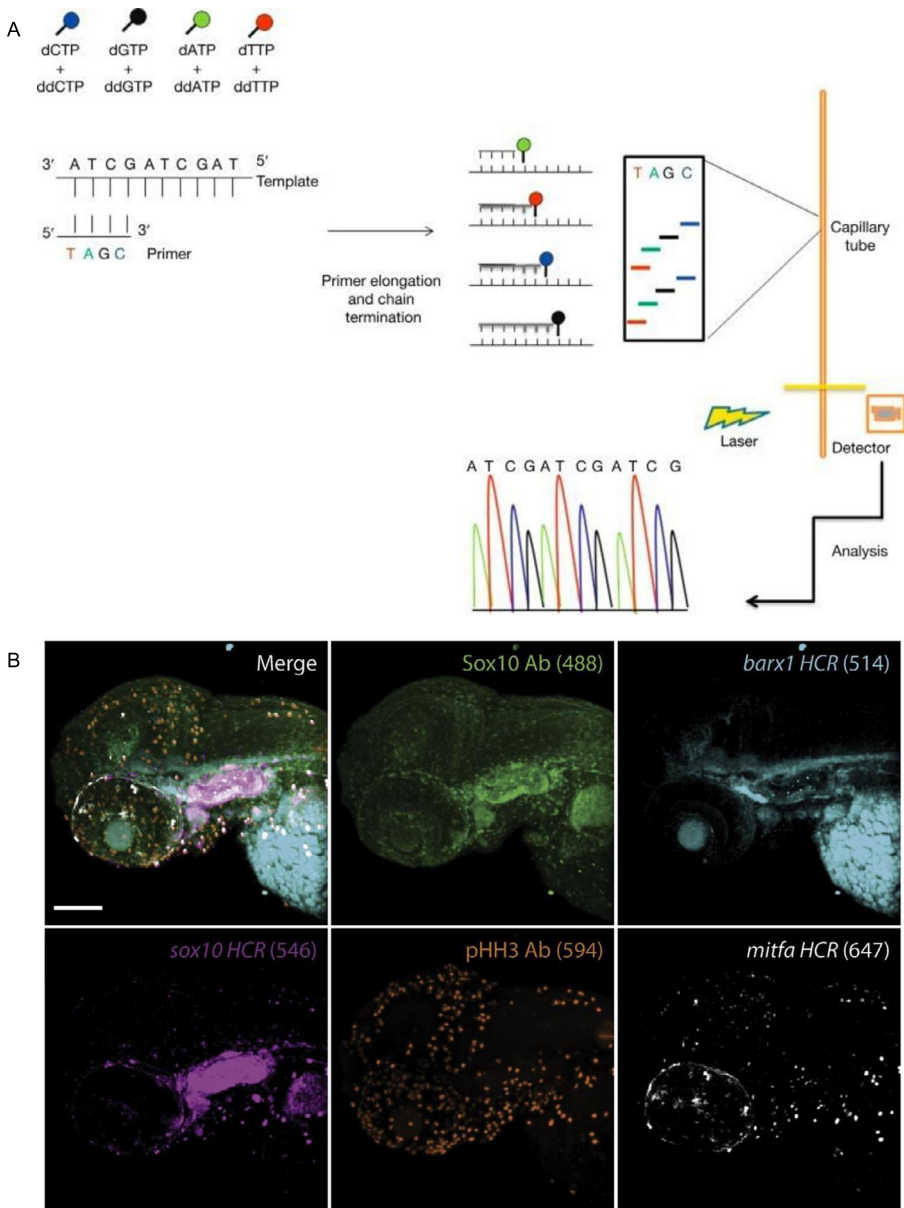 A
dCTP dGTP dATP dTTP
+ + + +
ddCTP ddGTP ddATP ddTTP
3′ A T C G A T C G A T 5′
Template
5′ 3′
T A G C Primer
Primer elongation
and chain
termination
T A G C
Capillary
tube
Laser
Detector
A T C G A T C G A T C G
Analysis
B
Merge
Sox10 Ab (488)
barx1 HCR (514)
sox10 HCR (546)
pHH3 Ab (594)
mitfa HCR (647)